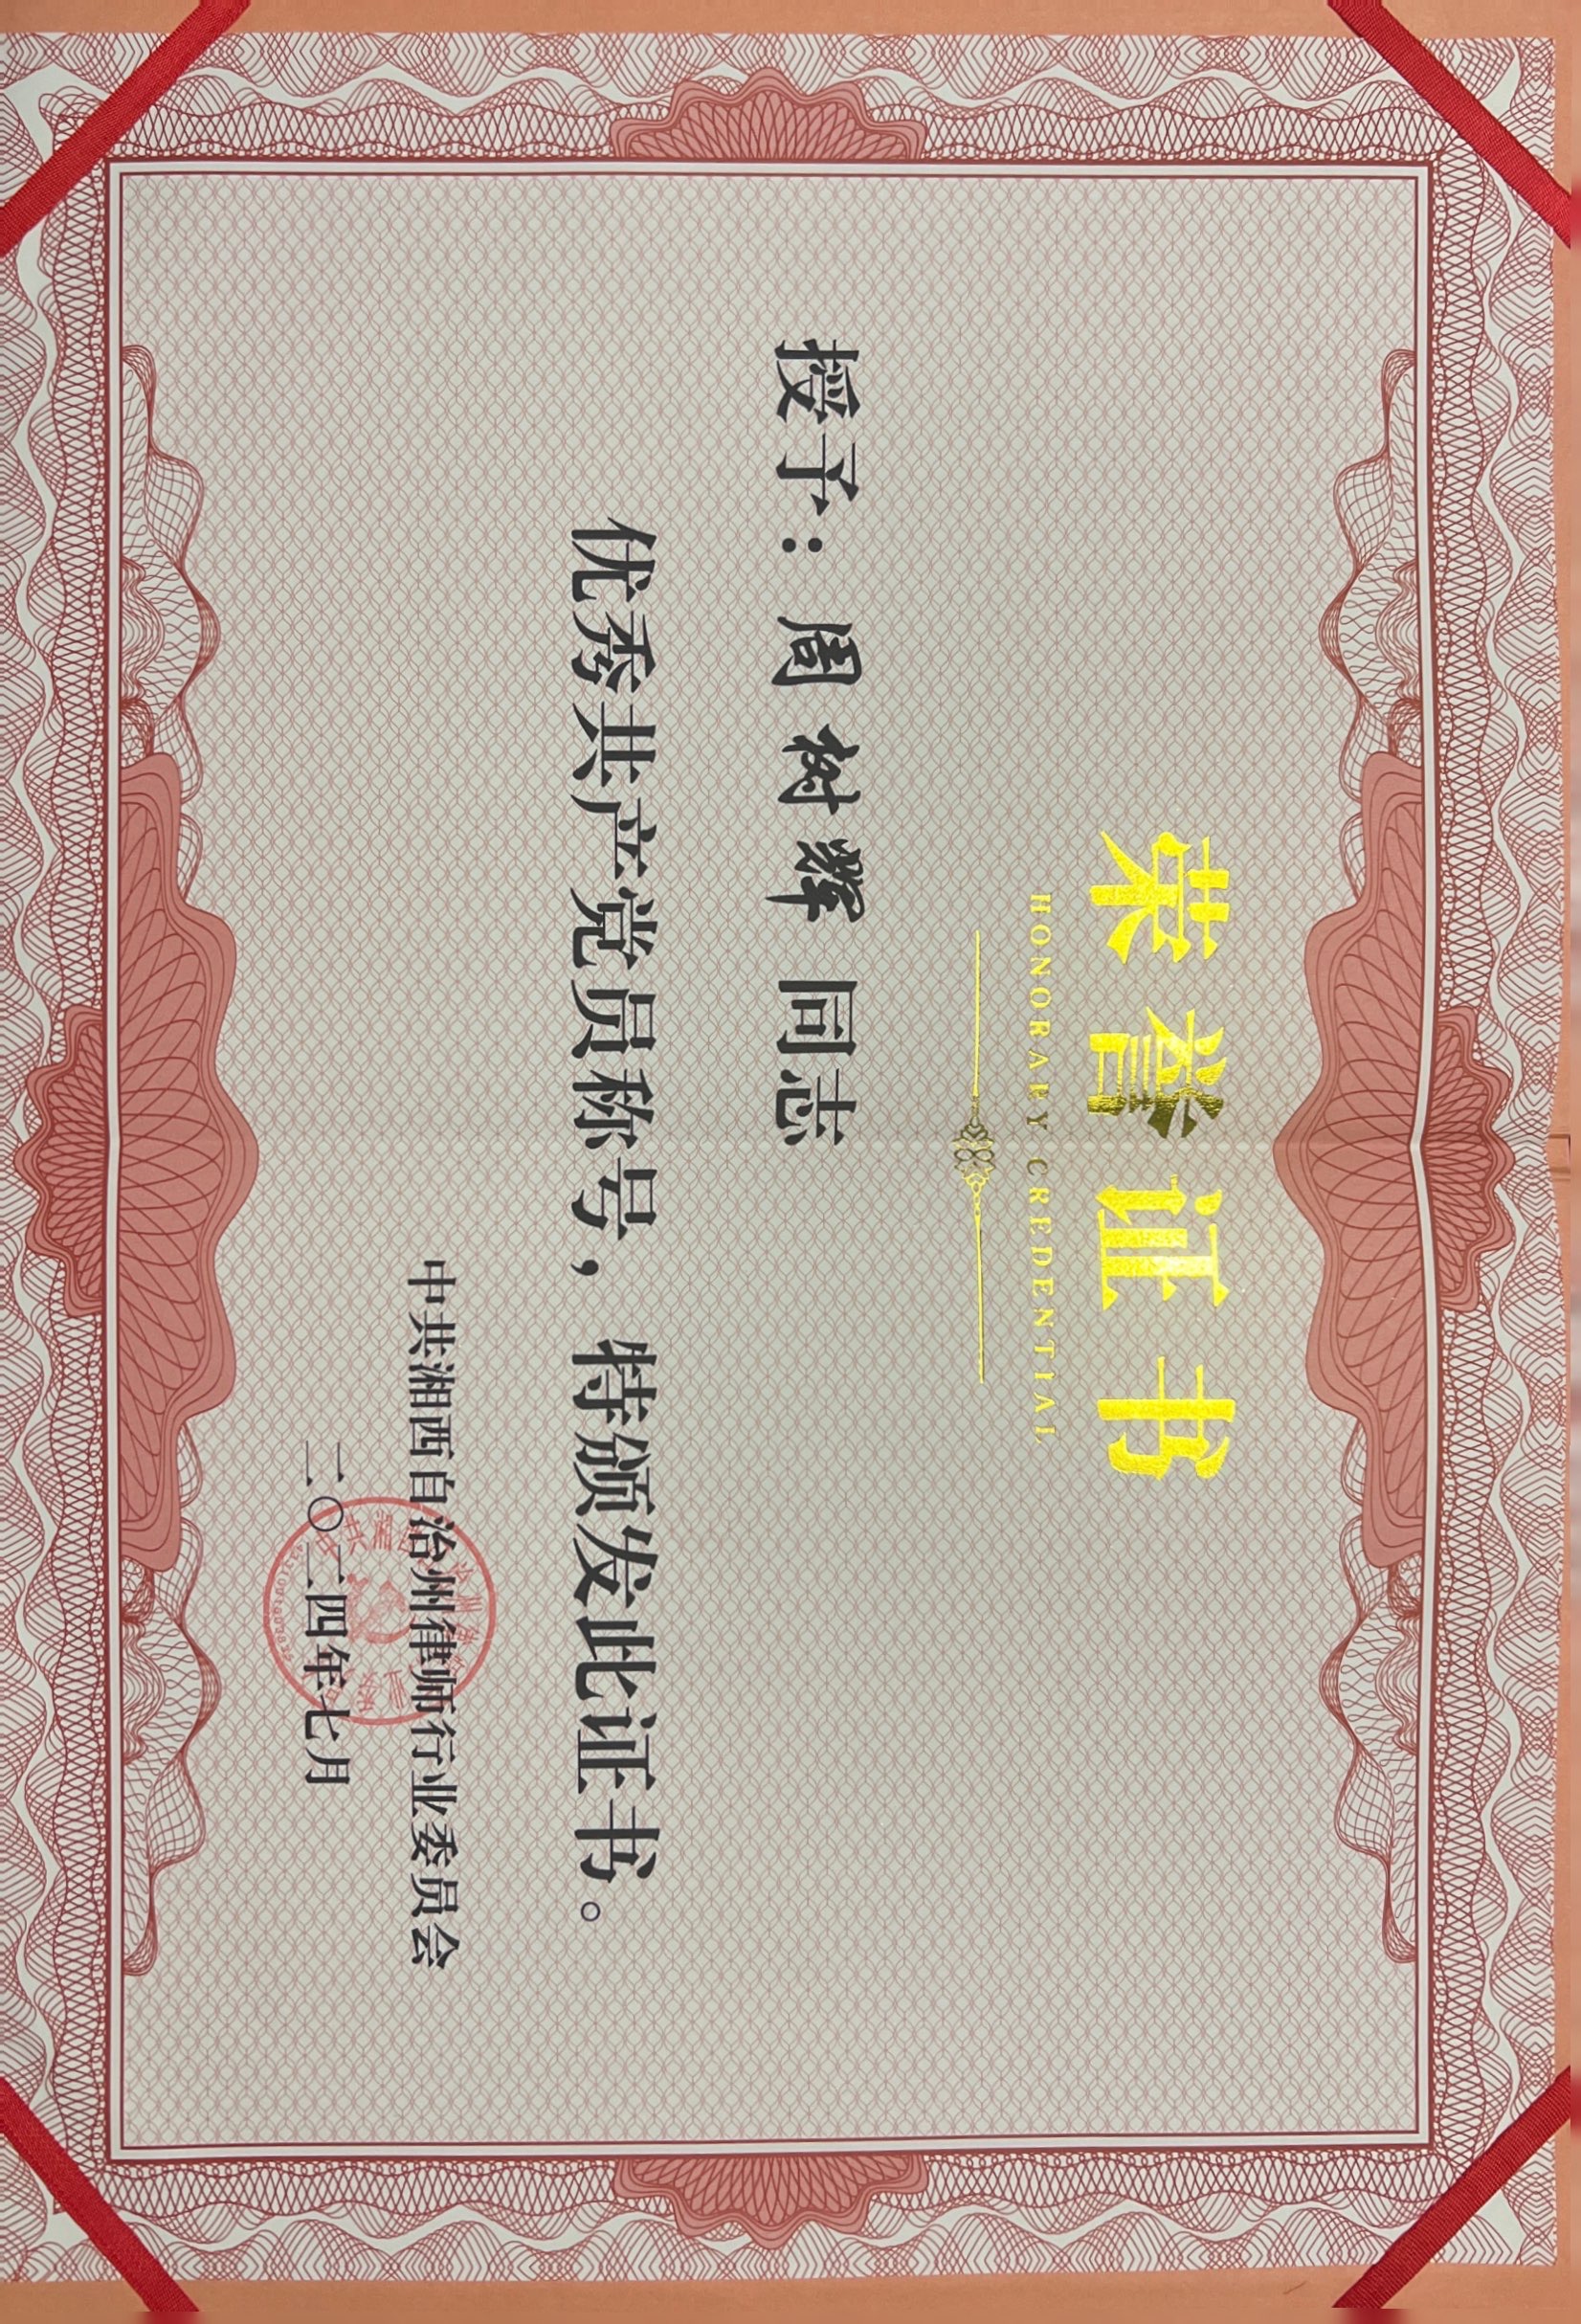 荣誉证书
HONORARY CREDENTIAL
授予：周树辉 同志
优秀共产党员称号，特颁发此证书。
中共湘西自治州律师行业委员会
二〇二四年七月